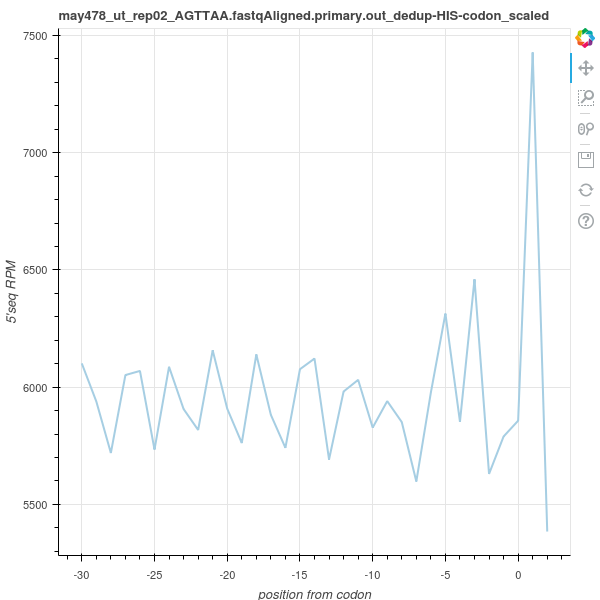 may478_ut_rep02_AGTTAA.fastqAligned.primary.out_dedup-HIS-codon_scaled
7500
7000
6500
6000
5500
5'seq RPM
-30 -25 -20 -15 -10 -5 0
position from codon